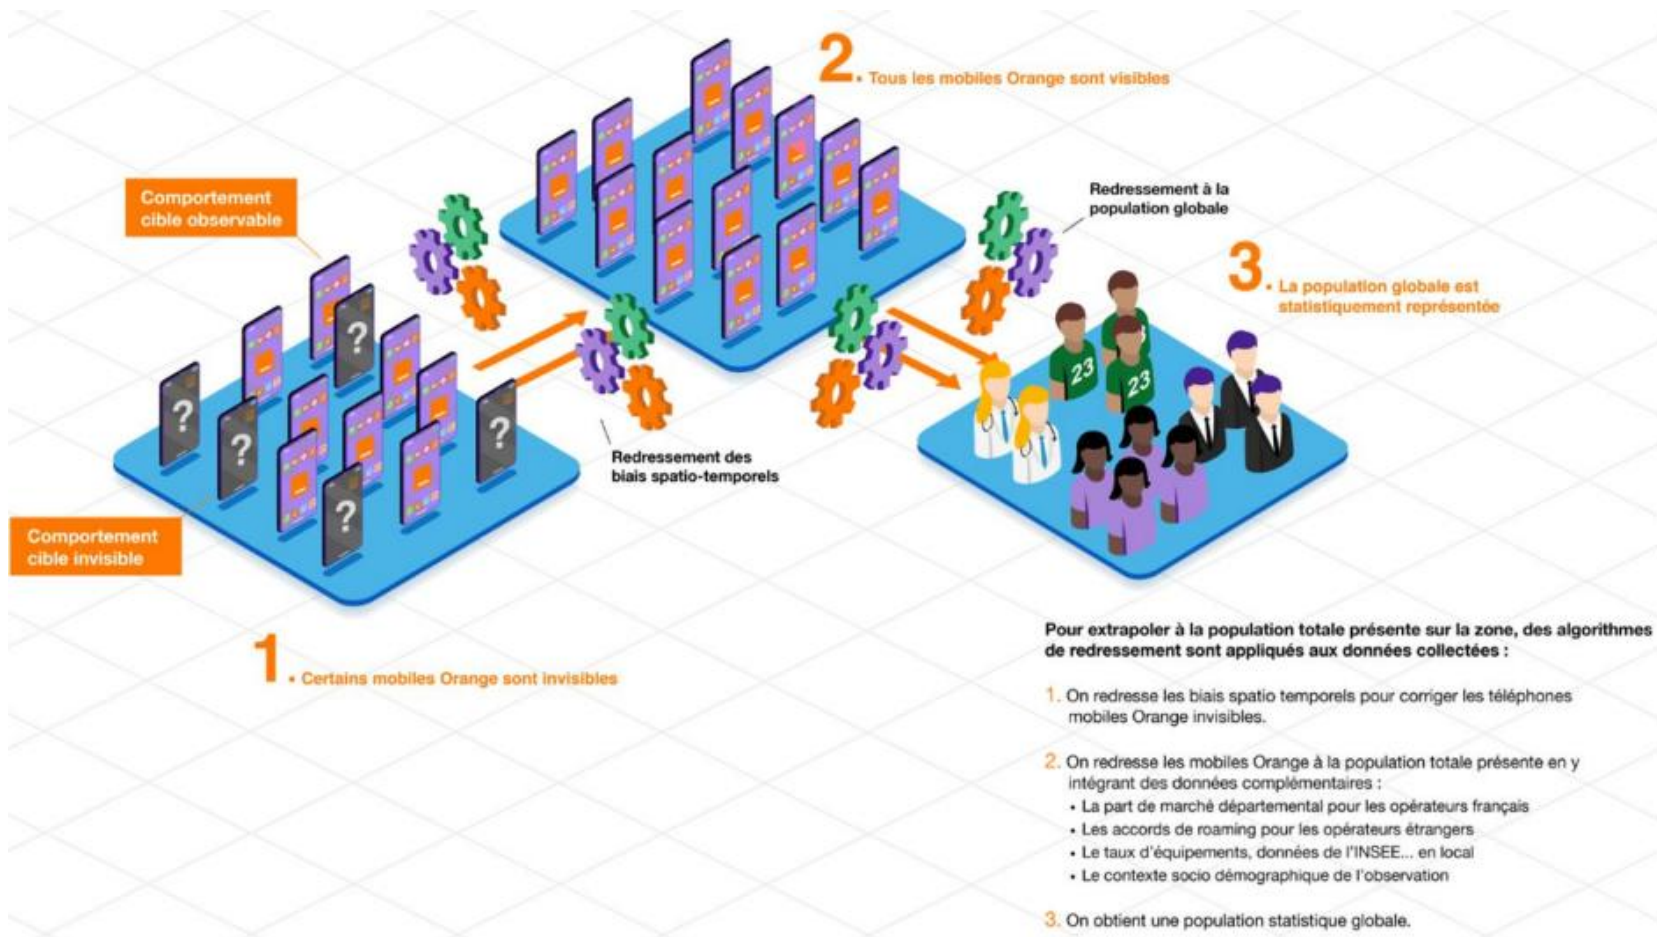 2. Tous les mobiles Orange sont visibles
Comportement
cible observable
Redressement à la
population globale
3. La population globale est
statistiquement représentée
?
?
?
?
?
23
23
Redressement des
biais spatio-temporels
Comportement
cible invisible
1. Certains mobiles Orange sont invisibles
Pour extrapoler à la population totale présente sur la zone, des algorithmes
de redressement sont appliqués aux données collectées :
1. On redresse les biais spatio temporels pour corriger les téléphones
mobiles Orange invisibles.
2. On redresse les mobiles Orange à la population totale présente en y
intégrant des données complémentaires :
• La part de marché départemental pour les opérateurs français
• Les accords de roaming pour les opérateurs étrangers
• Le taux d'équipements, données de l'INSEE... en local
• Le contexte socio démographique de l'observation
3. On obtient une population statistique globale.